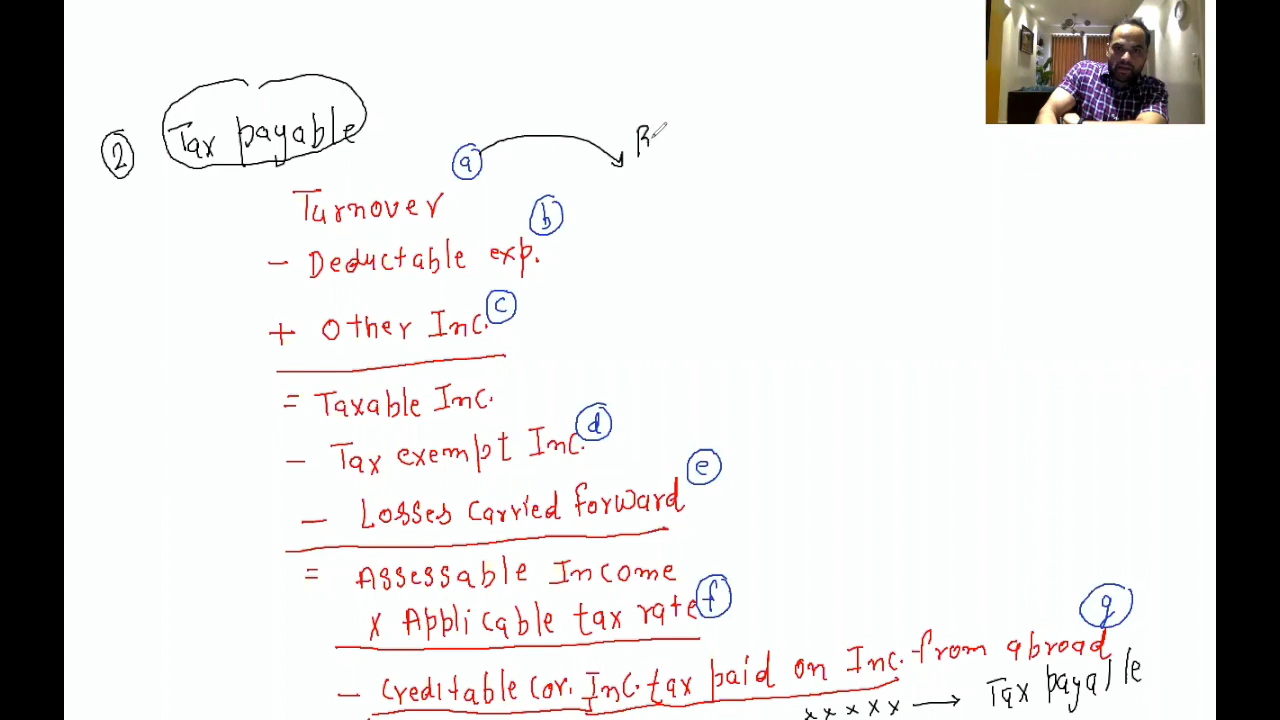 ② Tax payable
ⓐ → R
Turnover
ⓑ
- Deductable exp.
ⓒ
+ Other Inc.
= Taxable Inc.
ⓓ
- Tax exempt Inc.
ⓔ
- Losses carried forward
= Assessable Income
ⓕ
x Applicable tax rate
ⓖ
- Creditable cor. Inc. tax paid on Inc. from abroad
xxxxx → Tax payable